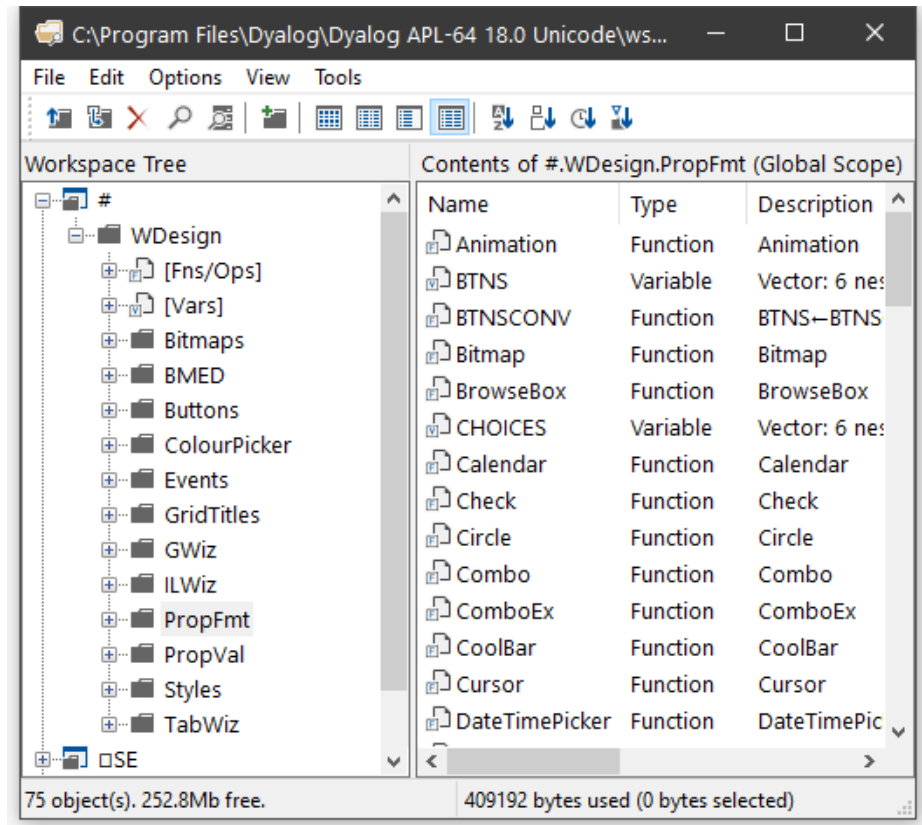 C:\Program Files\Dyalog\Dyalog APL-64 18.0 Unicode\ws...
File Edit Options View Tools
Workspace Tree
#
WDesign
[Fns/Ops]
[Vars]
Bitmaps
BMED
Buttons
ColourPicker
Events
GridTitles
GWiz
ILWiz
PropFmt
PropVal
Styles
TabWiz
⎕SE
Contents of #.WDesign.PropFmt (Global Scope)
Name Type Description
Animation Function Animation
BTNS Variable Vector: 6 nes
BTNSCONV Function BTNS←BTNS
Bitmap Function Bitmap
BrowseBox Function BrowseBox
CHOICES Variable Vector: 6 nes
Calendar Function Calendar
Check Function Check
Circle Function Circle
Combo Function Combo
ComboEx Function ComboEx
CoolBar Function CoolBar
Cursor Function Cursor
DateTimePicker Function DateTimePic
75 object(s). 252.8Mb free.
409192 bytes used (0 bytes selected)